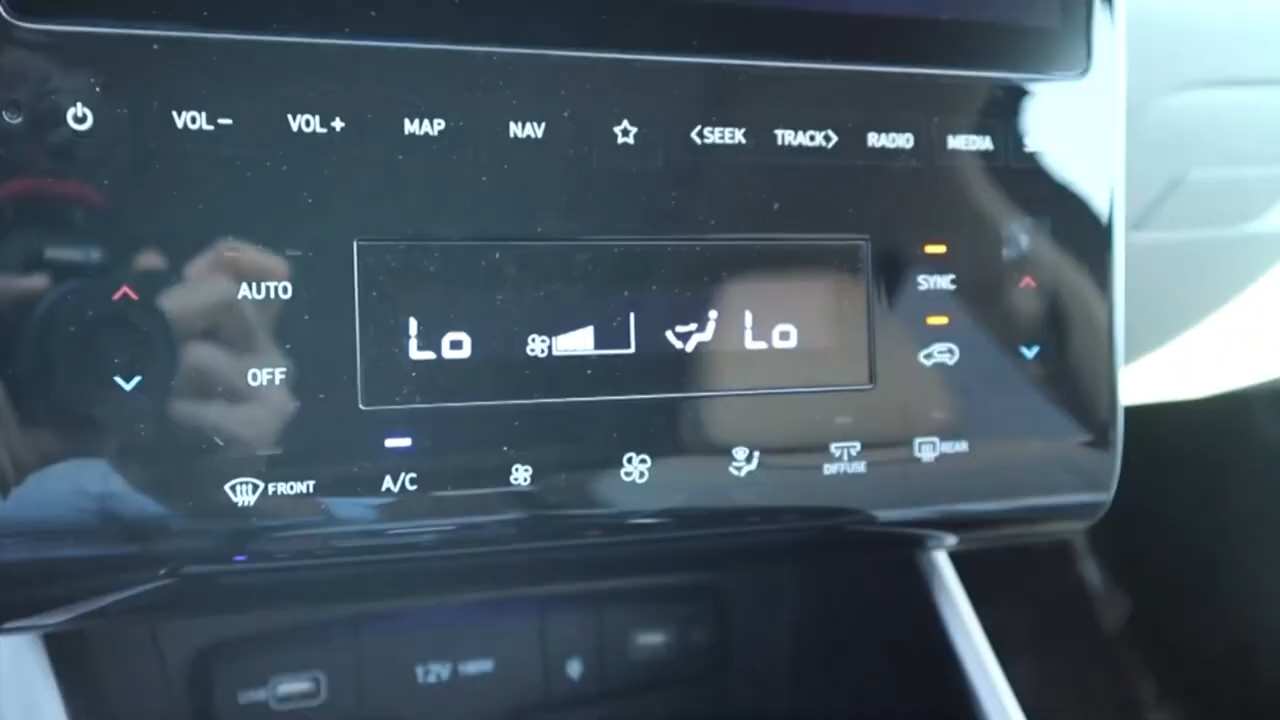 VOL− VOL+ MAP NAV <SEEK TRACK> RADIO MEDIA
AUTO SYNC
Lo Lo
OFF
FRONT A/C DIFFUSE REAR
12V